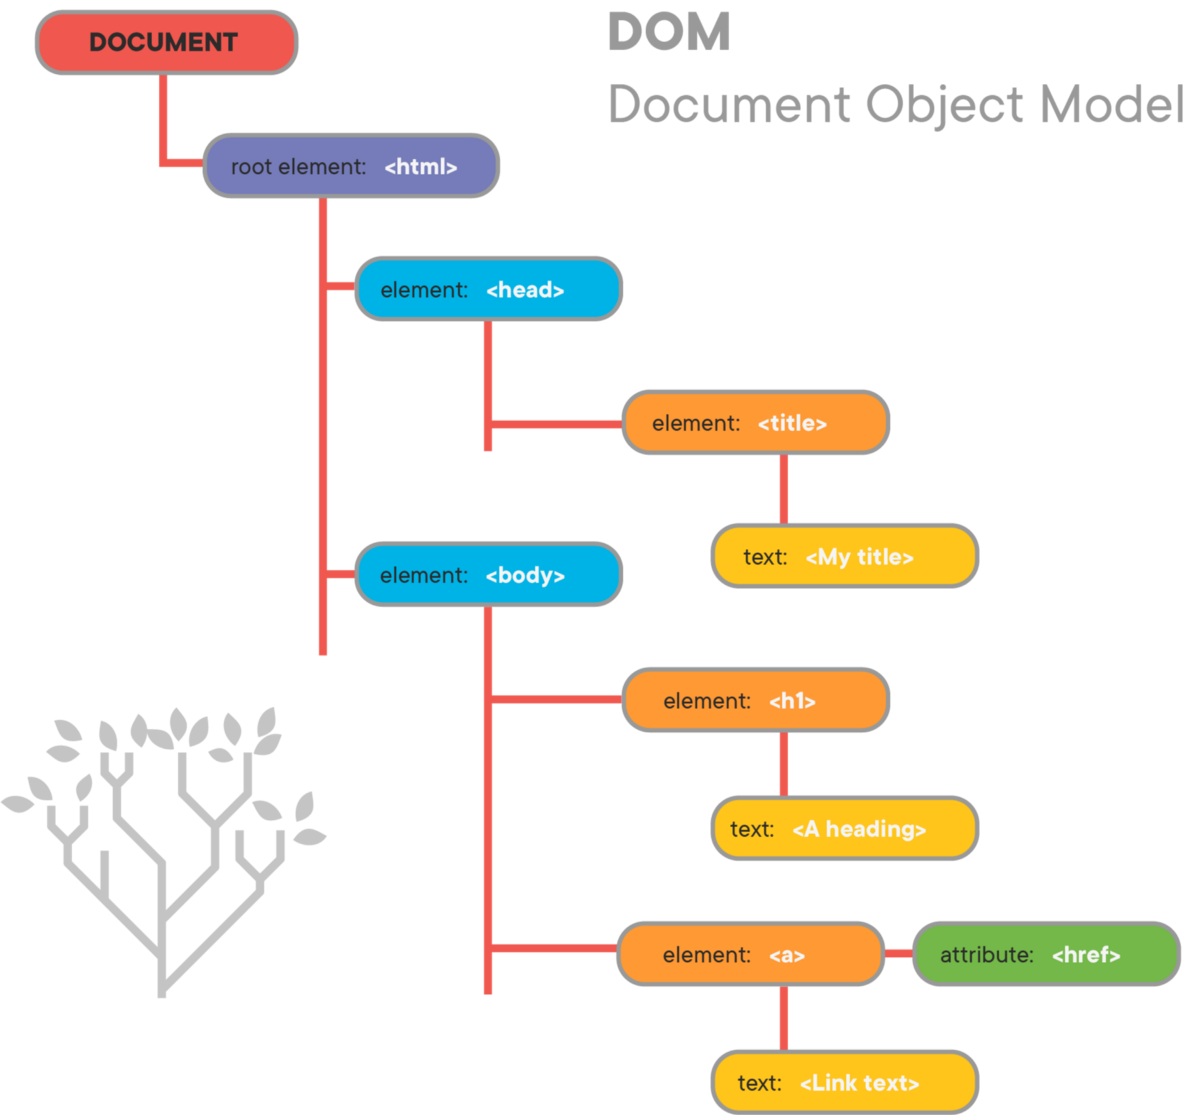 DOCUMENT
DOM
Document Object Model
root element: <html>
element: <head>
element: <title>
text: <My title>
element: <body>
element: <h1>
text: <A heading>
element: <a>
attribute: <href>
text: <Link text>